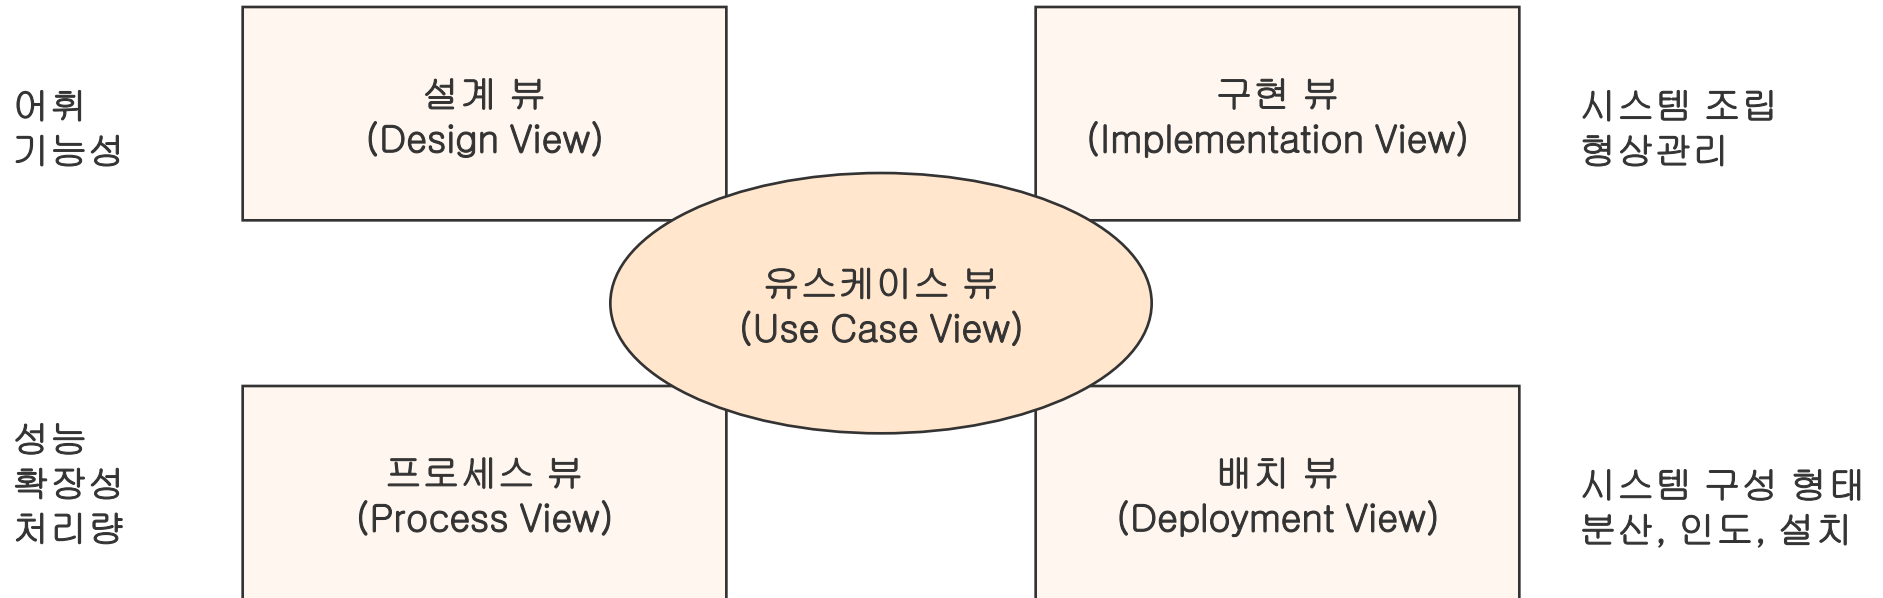 어휘
기능성
설계 뷰
(Design View)
구현 뷰
(Implementation View)
시스템 조립
형상관리
유스케이스 뷰
(Use Case View)
성능
확장성
처리량
프로세스 뷰
(Process View)
배치 뷰
(Deployment View)
시스템 구성 형태
분산, 인도, 설치